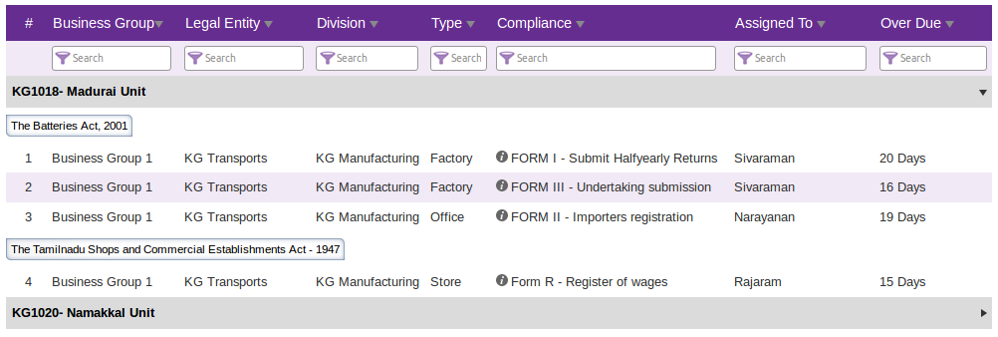 # Business Group Legal Entity Division Type Compliance Assigned To Over Due
Search Search Search Search Search Search Search
KG1018- Madurai Unit
The Batteries Act, 2001
1 Business Group 1 KG Transports KG Manufacturing Factory FORM I - Submit Halfyearly Returns Sivaraman 20 Days
2 Business Group 1 KG Transports KG Manufacturing Factory FORM III - Undertaking submission Sivaraman 16 Days
3 Business Group 1 KG Transports KG Manufacturing Office FORM II - Importers registration Narayanan 19 Days
The Tamilnadu Shops and Commercial Establishments Act - 1947
4 Business Group 1 KG Transports KG Manufacturing Store Form R - Register of wages Rajaram 15 Days
KG1020- Namakkal Unit